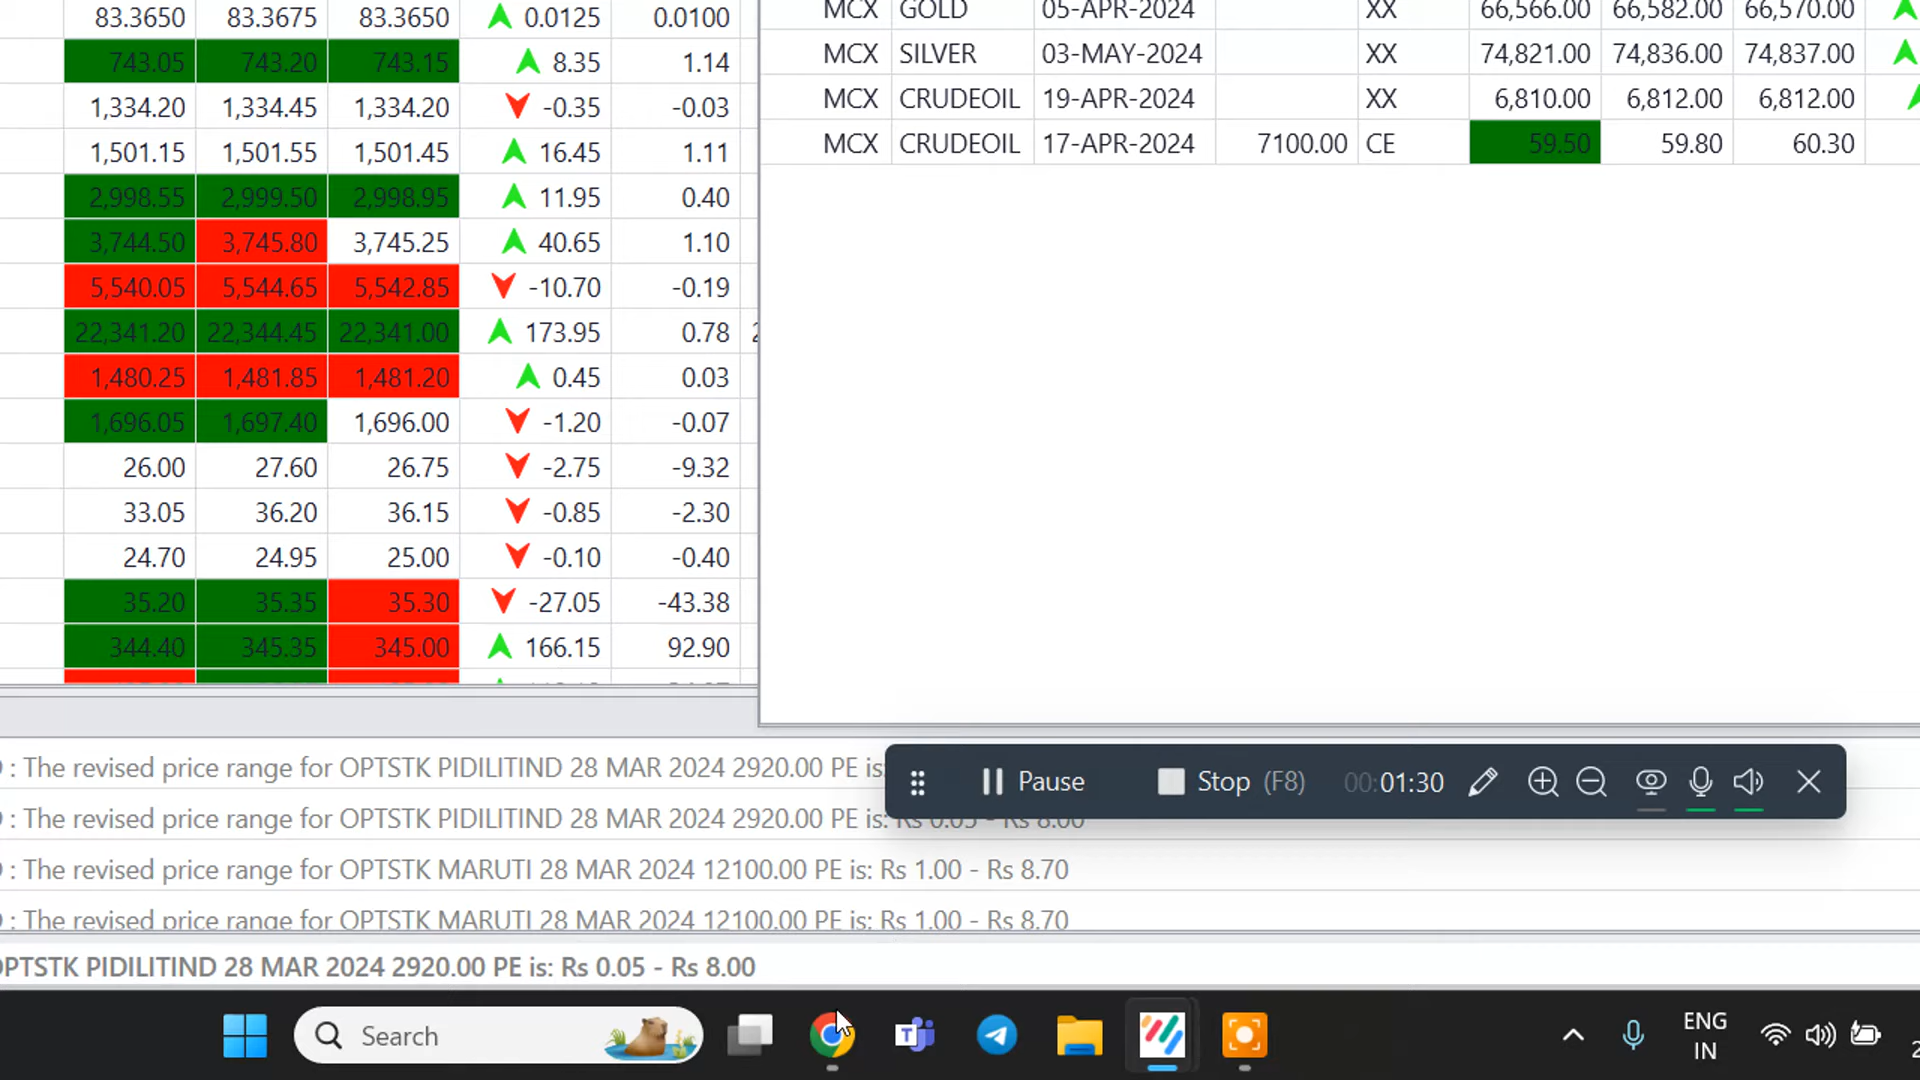 83.3650 83.3675 83.3650 0.0125 0.0100
743.05 743.20 743.15 8.35 1.14
1,334.20 1,334.45 1,334.20 -0.35 -0.03
1,501.15 1,501.55 1,501.45 16.45 1.11
2,998.55 2,999.50 2,998.95 11.95 0.40
3,744.50 3,745.80 3,745.25 40.65 1.10
5,540.05 5,544.65 5,542.85 -10.70 -0.19
22,341.20 22,344.45 22,341.00 173.95 0.78
1,480.25 1,481.85 1,481.20 0.45 0.03
1,696.05 1,697.40 1,696.00 -1.20 -0.07
26.00 27.60 26.75 -2.75 -9.32
33.05 36.20 36.15 -0.85 -2.30
24.70 24.95 25.00 -0.10 -0.40
35.20 35.35 35.30 -27.05 -43.38
344.40 345.35 345.00 166.15 92.90
MCX GOLD 05-APR-2024 XX 66,566.00 66,582.00 66,570.00
MCX SILVER 03-MAY-2024 XX 74,821.00 74,836.00 74,837.00
MCX CRUDEOIL 19-APR-2024 XX 6,810.00 6,812.00 6,812.00
MCX CRUDEOIL 17-APR-2024 7100.00 CE 59.50 59.80 60.30
: The revised price range for OPTSTK PIDILITIND 28 MAR 2024 2920.00 PE is:
: The revised price range for OPTSTK PIDILITIND 28 MAR 2024 2920.00 PE is: Rs 0.05 - Rs 8.00
: The revised price range for OPTSTK MARUTI 28 MAR 2024 12100.00 PE is: Rs 1.00 - Rs 8.70
: The revised price range for OPTSTK MARUTI 28 MAR 2024 12100.00 PE is: Rs 1.00 - Rs 8.70
OPTSTK PIDILITIND 28 MAR 2024 2920.00 PE is: Rs 0.05 - Rs 8.00
Pause Stop (F8) 00:01:30
Search
ENG
IN